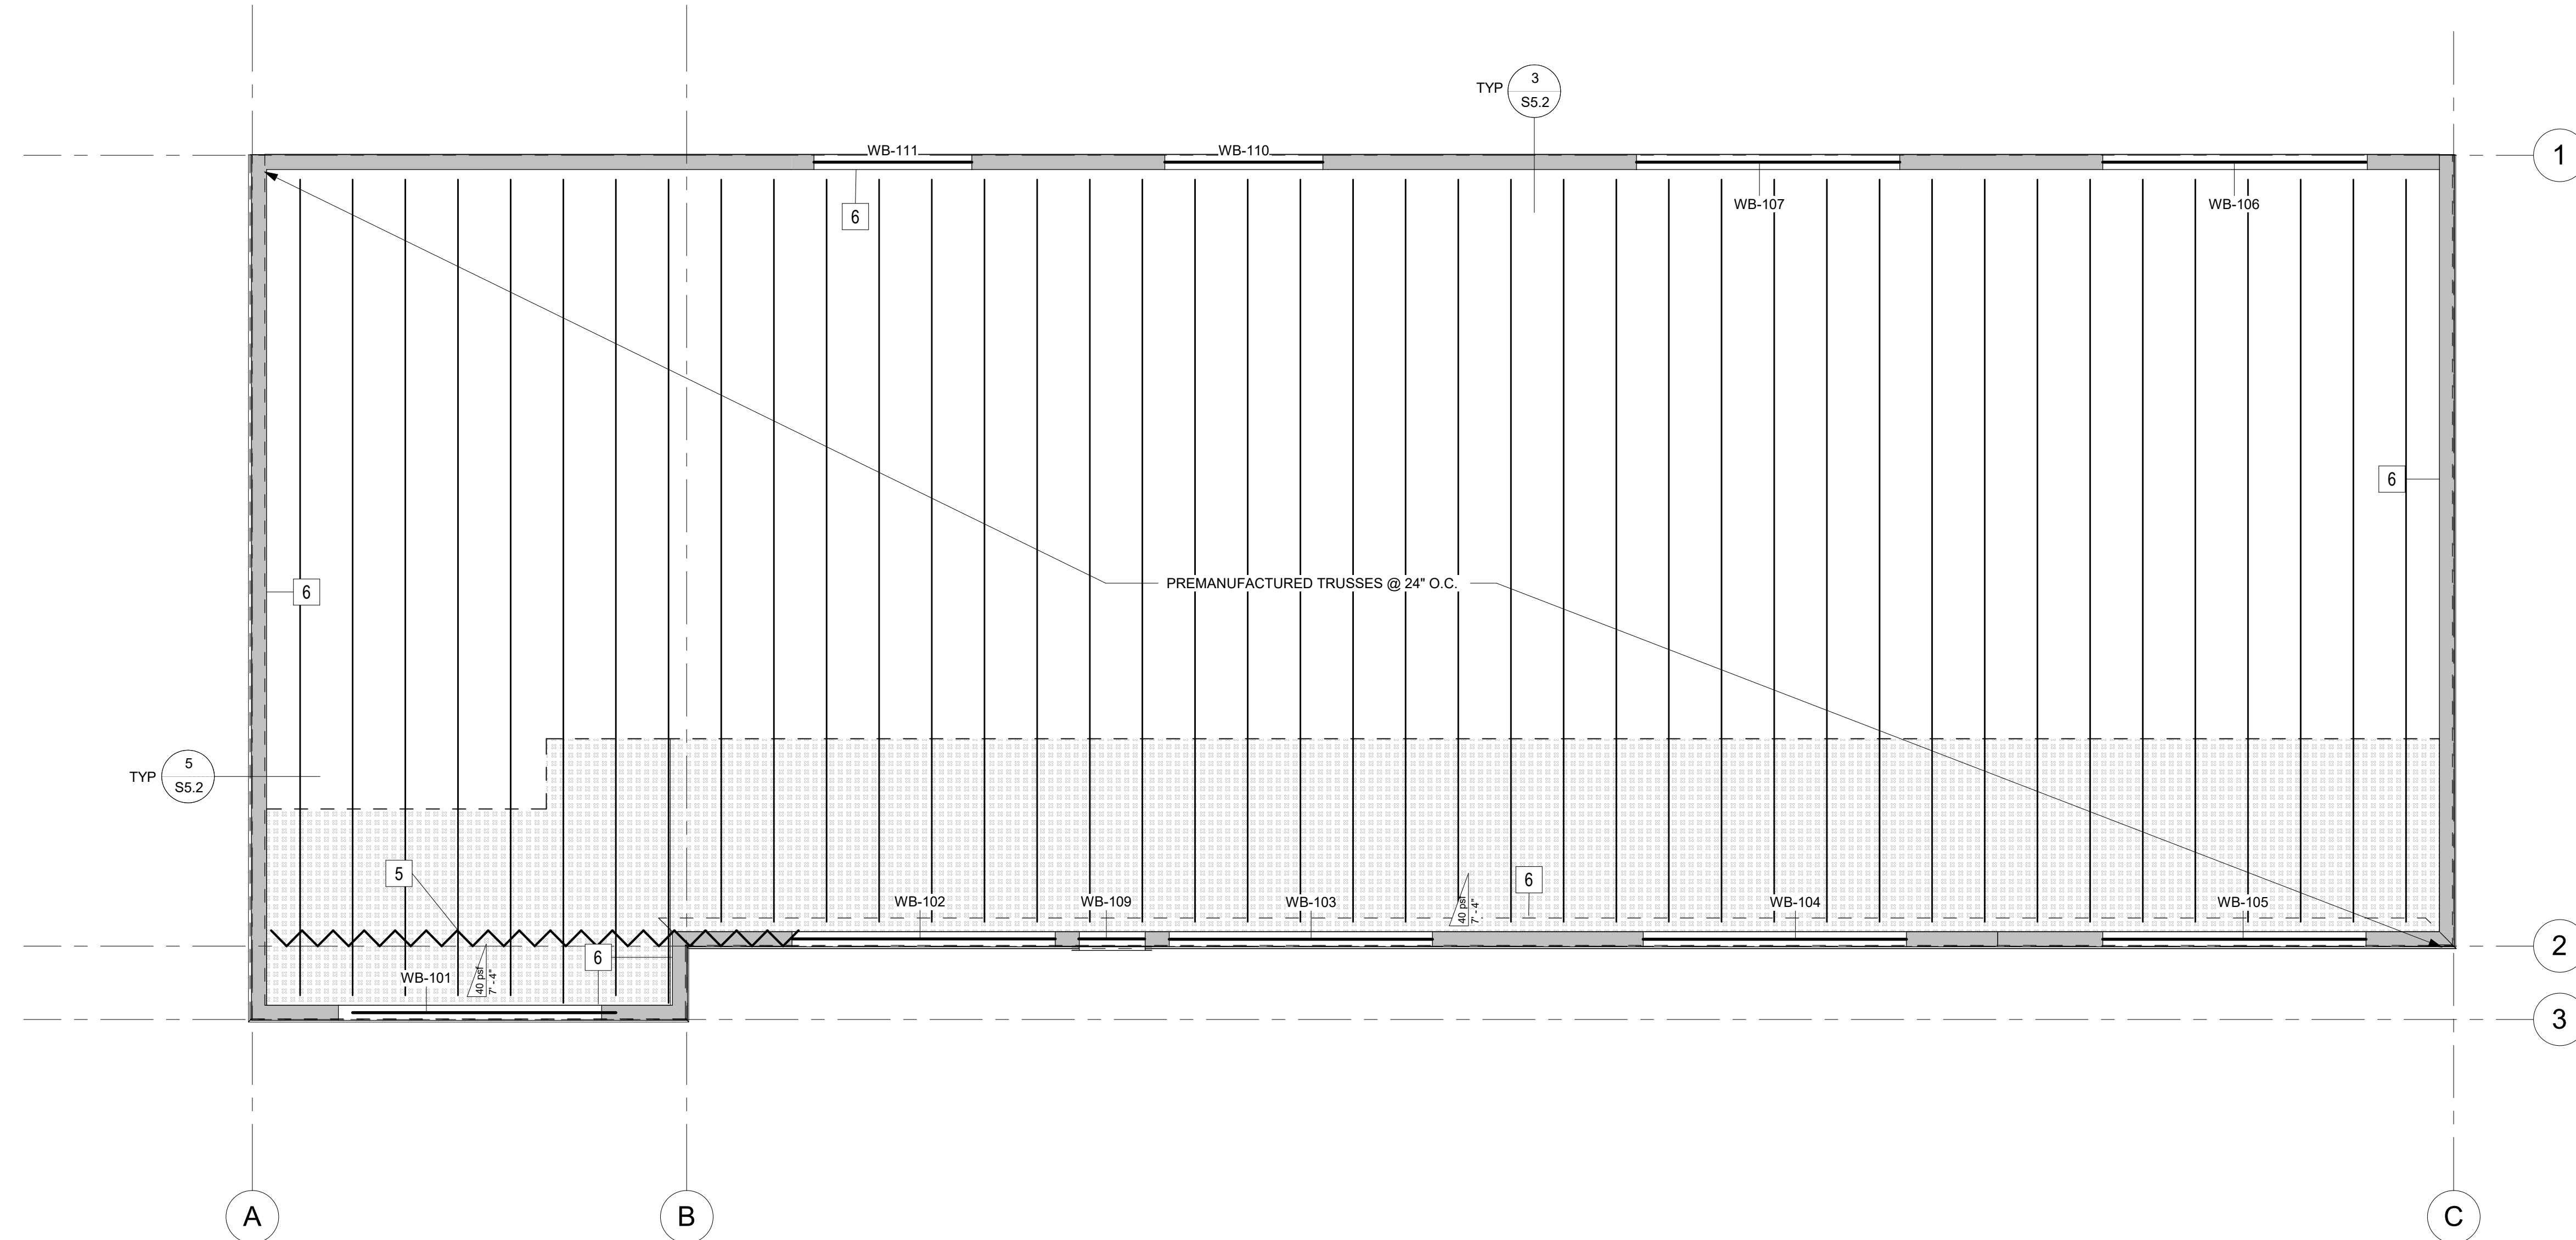 3
TYP
S5.2
1
WB-111
WB-110
6
WB-107
WB-106
6
PREMANUFACTURED TRUSSES @ 24" O.C.
6
5
TYP
S5.2
5
6
WB-102
WB-109
WB-103
40 psf
7' - 4"
WB-104
WB-105
2
6
WB-101
40 psf
7' - 4"
3
A
B
C